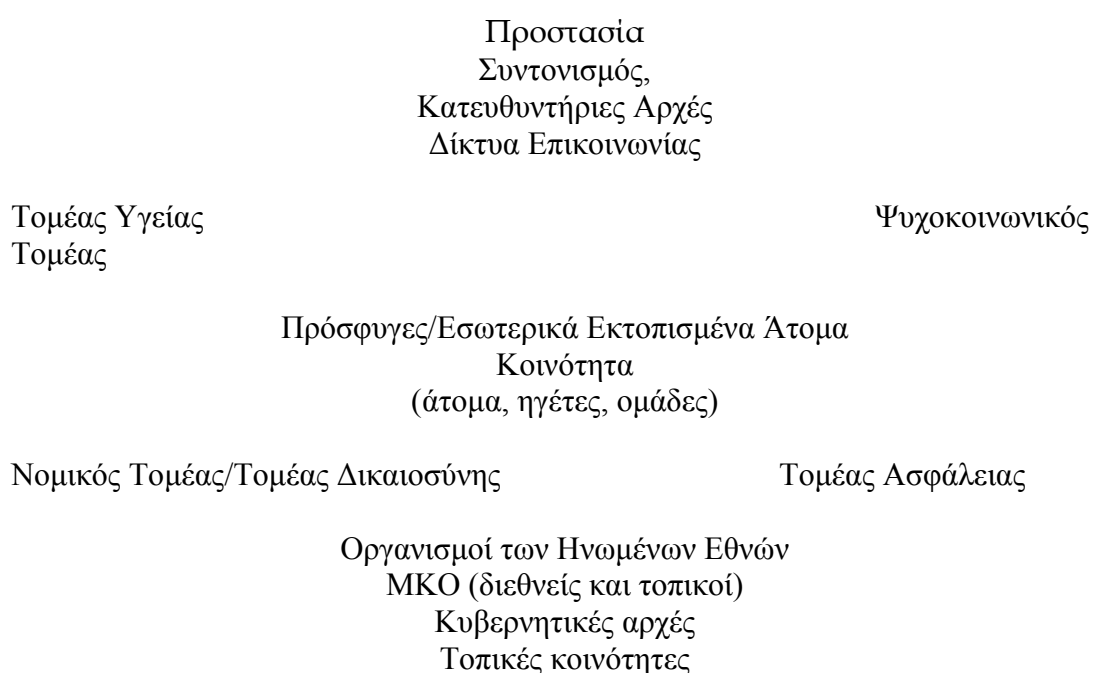 Προστασία
Συντονισμός,
Κατευθυντήριες Αρχές
Δίκτυα Επικοινωνίας
Τομέας Υγείας Ψυχοκοινωνικός
Τομέας
Πρόσφυγες/Εσωτερικά Εκτοπισμένα Άτομα
Κοινότητα
(άτομα, ηγέτες, ομάδες)
Νομικός Τομέας/Τομέας Δικαιοσύνης Τομέας Ασφάλειας
Οργανισμοί των Ηνωμένων Εθνών
ΜΚΟ (διεθνείς και τοπικοί)
Κυβερνητικές αρχές
Τοπικές κοινότητες